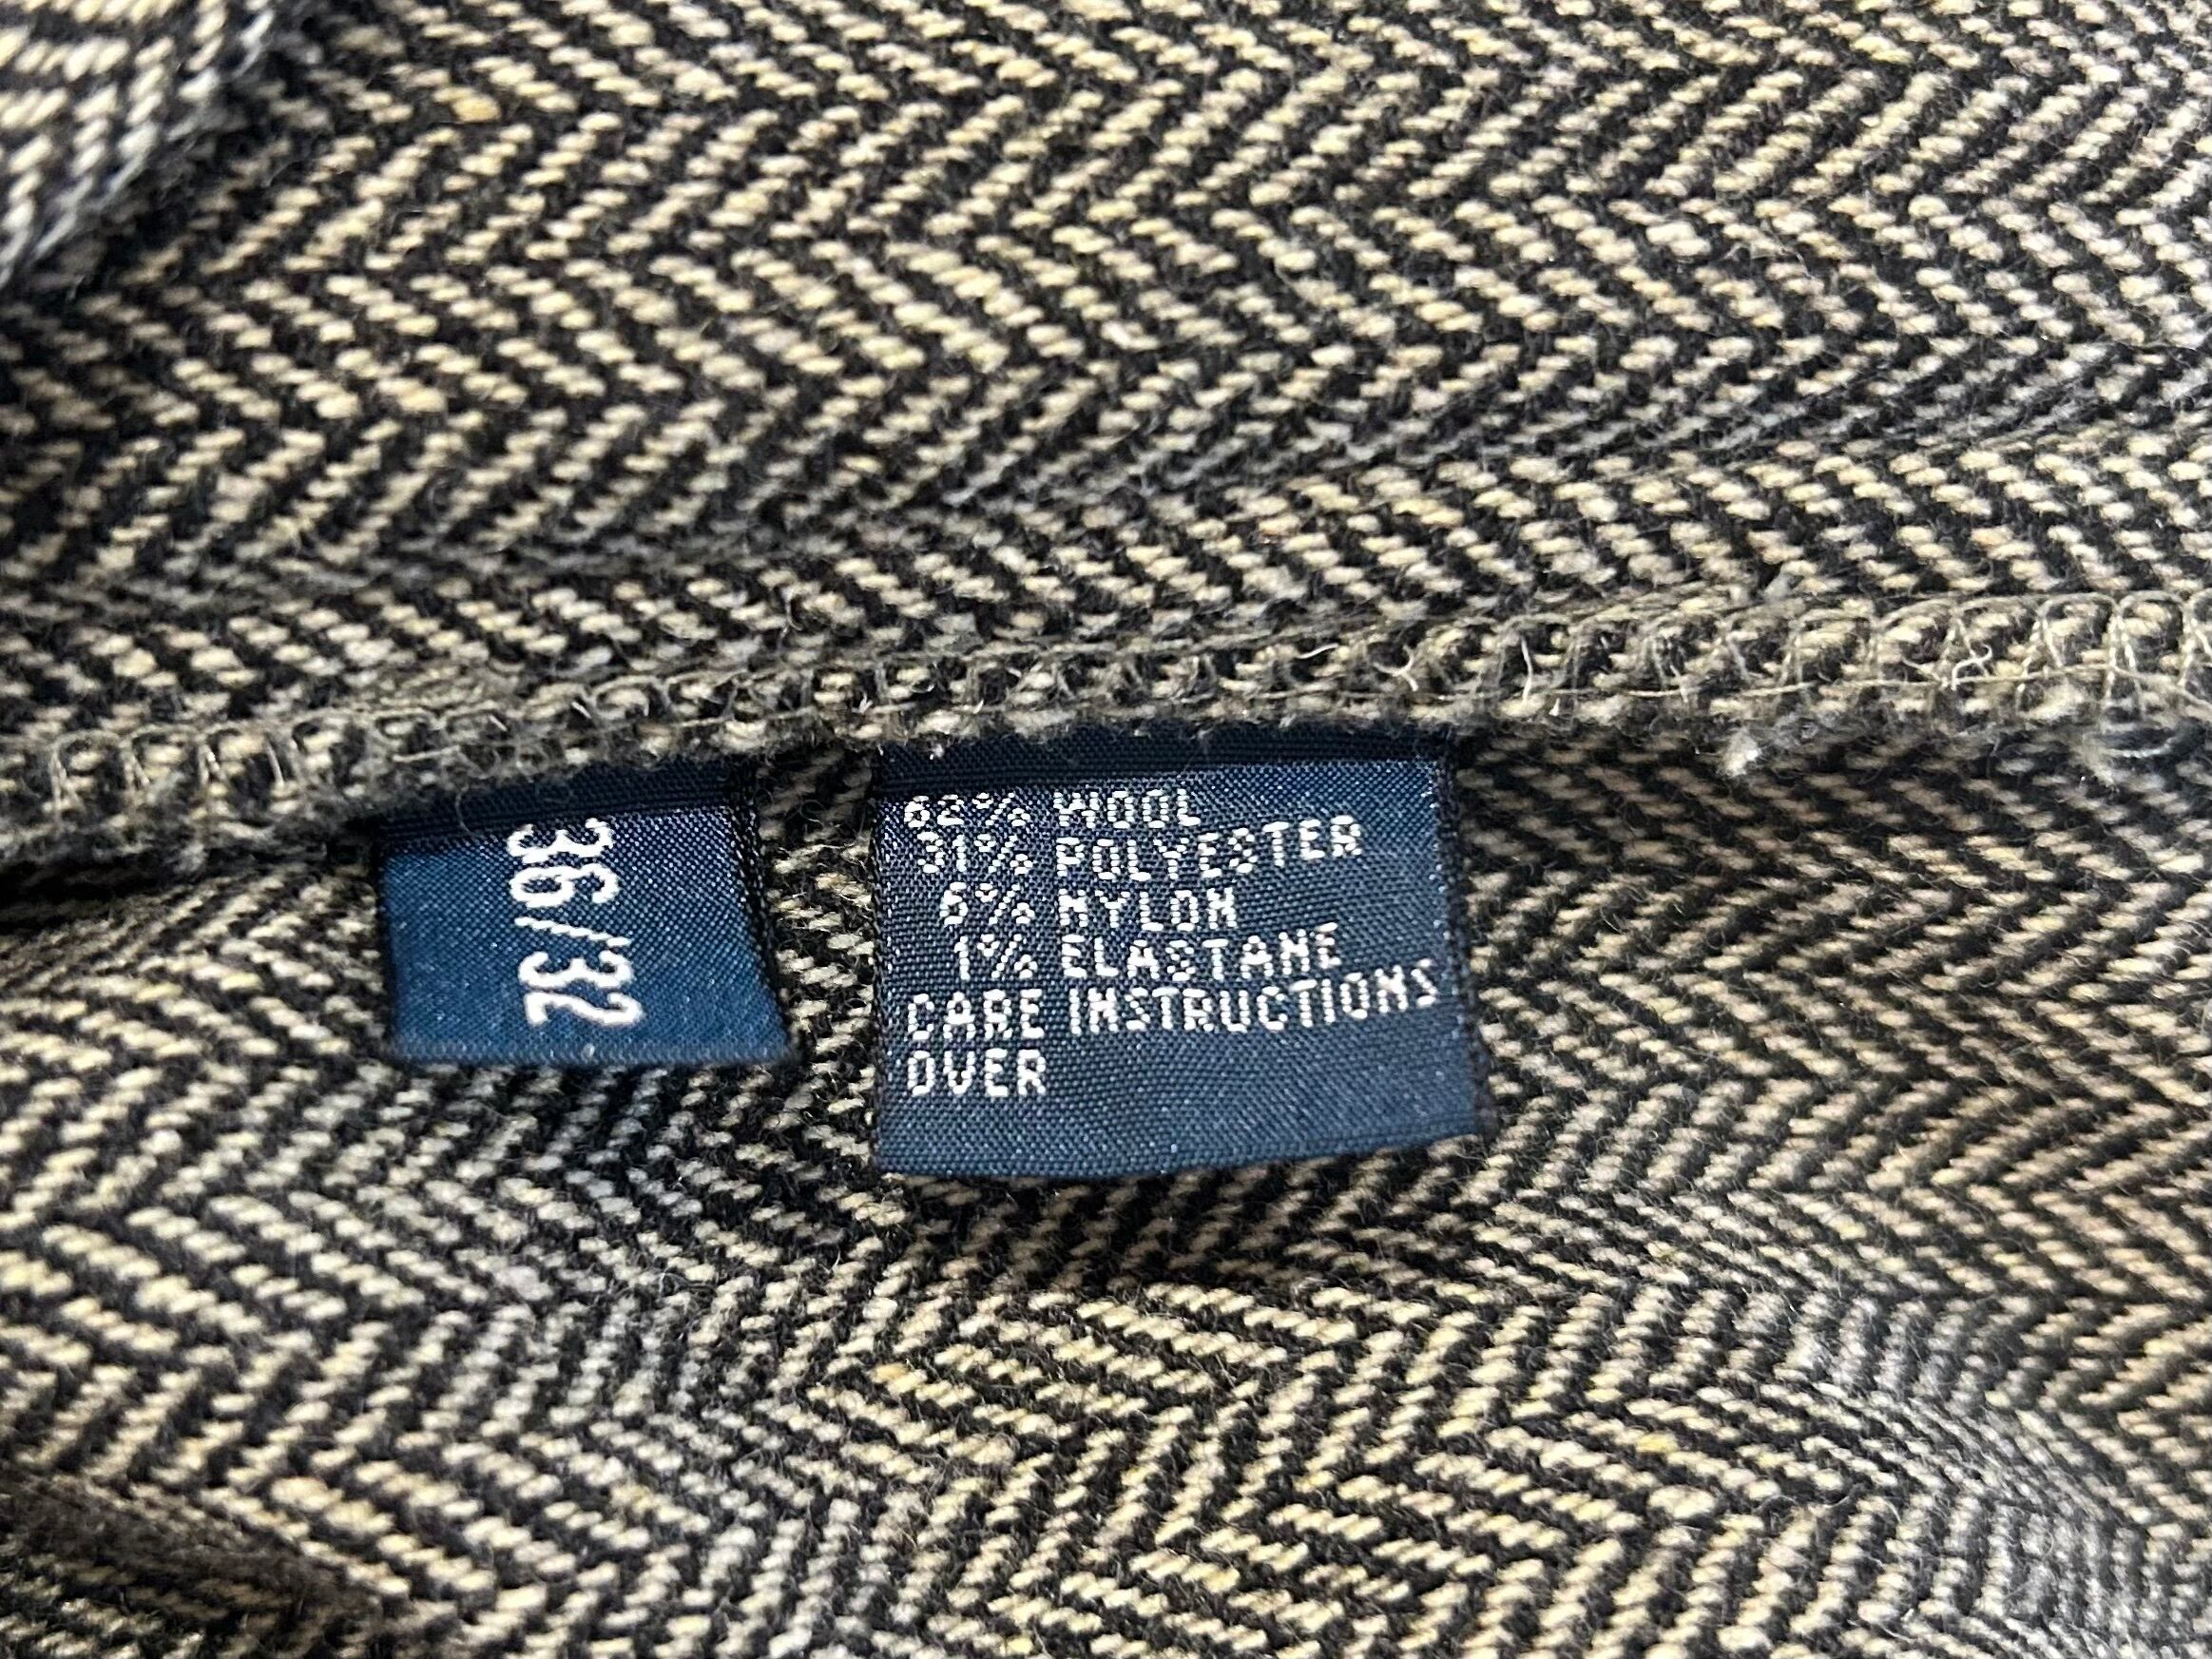 36/32
62% WOOL
31% POLYESTER
6% NYLON
1% ELASTANE
CARE INSTRUCTIONS
OVER